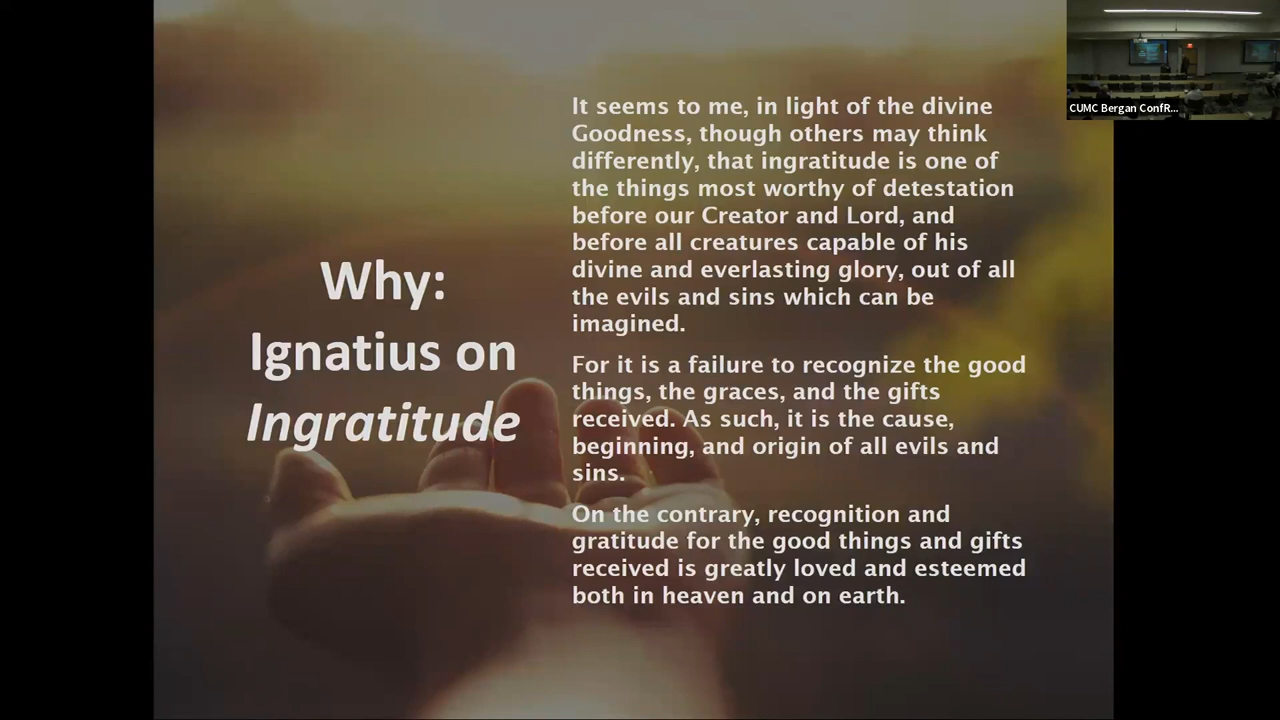 Why:
Ignatius on
Ingratitude
It seems to me, in light of the divine
Goodness, though others may think
differently, that ingratitude is one of
the things most worthy of detestation
before our Creator and Lord, and
before all creatures capable of his
divine and everlasting glory, out of all
the evils and sins which can be
imagined.
For it is a failure to recognize the good
things, the graces, and the gifts
received. As such, it is the cause,
beginning, and origin of all evils and
sins.
On the contrary, recognition and
gratitude for the good things and gifts
received is greatly loved and esteemed
both in heaven and on earth.
CUMC Bergan ConfR...